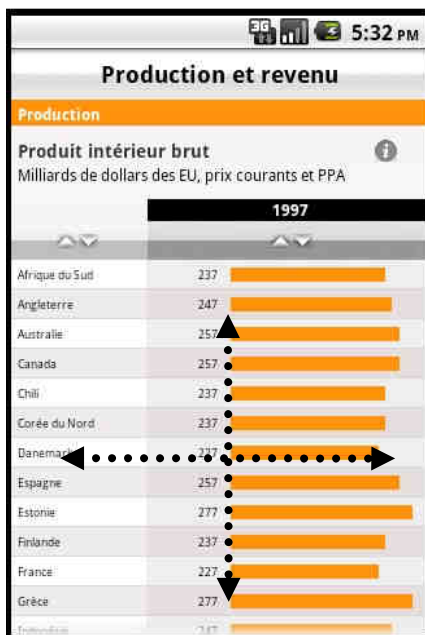 3G 5:32 PM
Production et revenu
Production
Produit intérieur brut
Milliards de dollars des EU, prix courants et PPA
1997
Afrique du Sud 237
Angleterre 247
Australie 257
Canada 257
Chili 237
Corée du Nord 237
Danemark
Espagne 257
Estonie 277
Finlande 237
France 227
Grèce 277
247